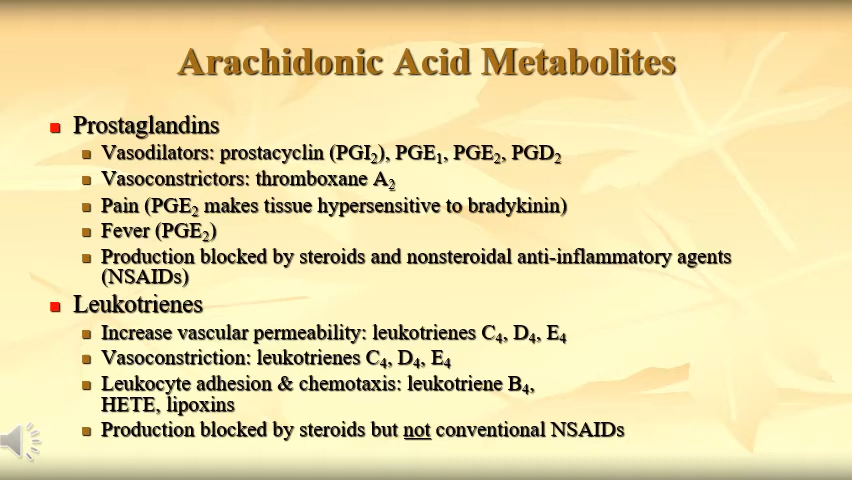 Arachidonic Acid Metabolites
Prostaglandins
Vasodilators: prostacyclin (PGI₂), PGE₁, PGE₂, PGD₂
Vasoconstrictors: thromboxane A₂
Pain (PGE₂ makes tissue hypersensitive to bradykinin)
Fever (PGE₂)
Production blocked by steroids and nonsteroidal anti-inflammatory agents
(NSAIDs)
Leukotrienes
Increase vascular permeability: leukotrienes C₄, D₄, E₄
Vasoconstriction: leukotrienes C₄, D₄, E₄
Leukocyte adhesion & chemotaxis: leukotriene B₄,
HETE, lipoxins
Production blocked by steroids but not conventional NSAIDs